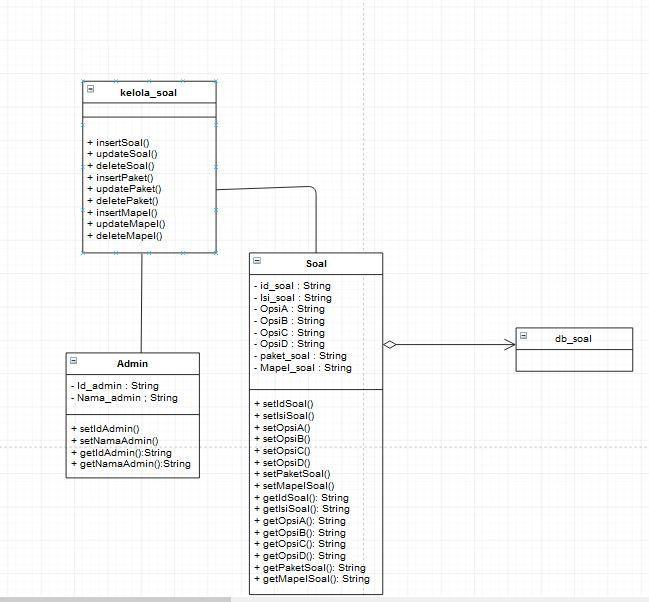 kelola_soal
+ insertSoal()
+ updateSoal()
+ deleteSoal()
+ insertPaket()
+ updatePaket()
+ deletePaket()
+ insertMapel()
+ updateMapel()
+ deleteMapel()
Soal
- id_soal : String
- Isi_soal : String
- OpsiA : String
- OpsiB : String
- OpsiC : String
- OpsiD : String
- paket_soal : String
- Mapel_soal : String
+ setIdSoal()
+ setIsiSoal()
+ setOpsiA()
+ setOpsiB()
+ setOpsiC()
+ setOpsiD()
+ setPaketSoal()
+ setMapelSoal()
+ getIdSoal(): String
+ getIsiSoal(): String
+ getOpsiA(): String
+ getOpsiB(): String
+ getOpsiC(): String
+ getOpsiD(): String
+ getPaketSoal(): String
+ getMapelSoal(): String
db_soal
Admin
- Id_admin : String
- Nama_admin ; String
+ setIdAdmin()
+ setNamaAdmin()
+ getIdAdmin():String
+ getNamaAdmin():String